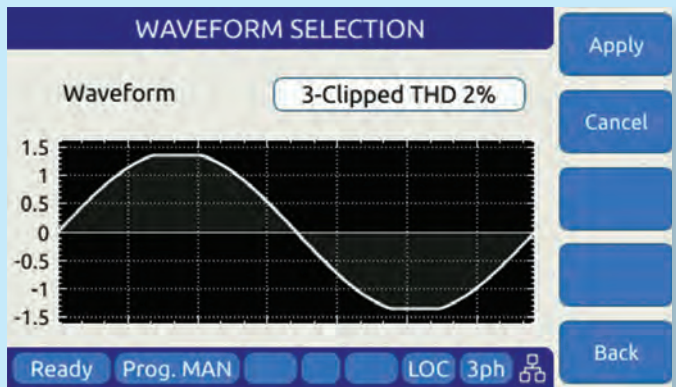 WAVEFORM SELECTION
Waveform
3-Clipped THD 2%
1.5
1
0.5
0
-0.5
-1
-1.5
Ready
Prog. MAN
LOC
3ph
Apply
Cancel
Back